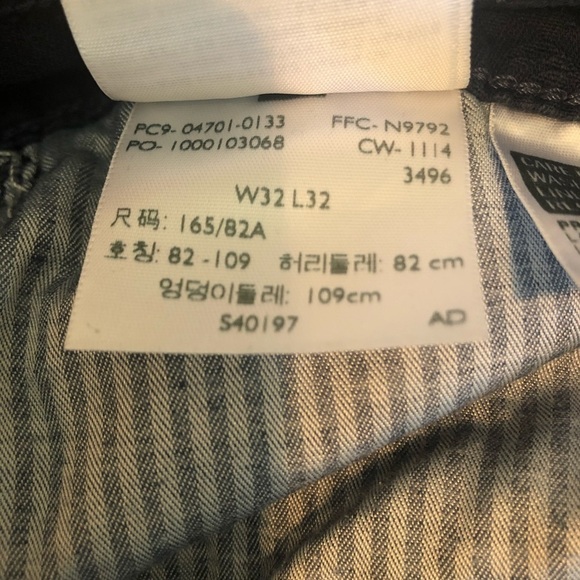 PC9- 04701-0133 FFC- N9792
PO- 1000103068 CW- 1114
3496
W32 L32
尺码: 165/82A
호칭: 82 -109 허리둘레: 82 cm
엉덩이둘레: 109cm
S40197 AD
CARE